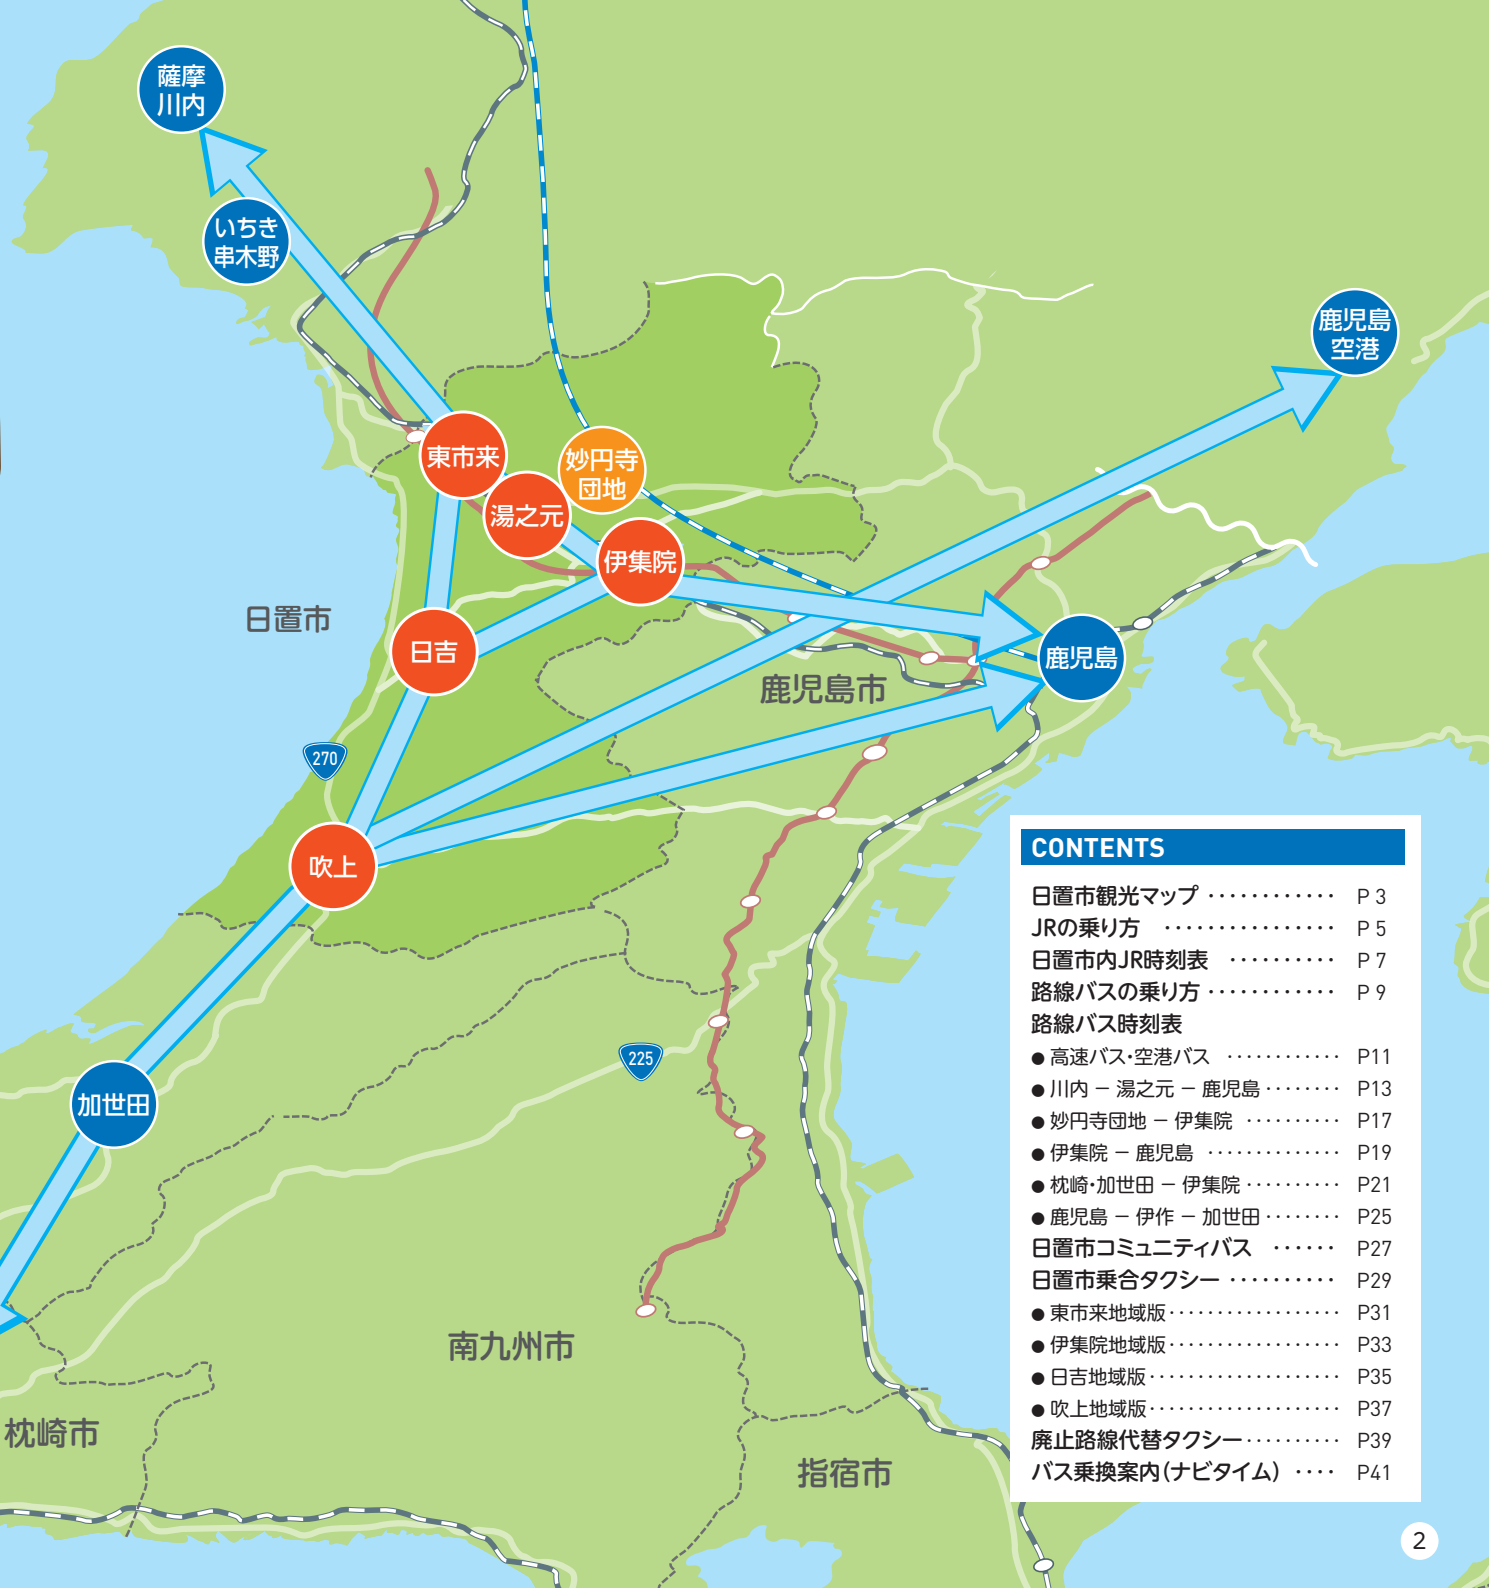 薩摩
川内
いちき
串木野
鹿児島
空港
東市来
妙円寺
団地
湯之元
伊集院
日置市
日吉
鹿児島
鹿児島市
270
吹上
225
加世田
南九州市
枕崎市
指宿市
CONTENTS
日置市観光マップ ············ P 3
JRの乗り方 ················ P 5
日置市内JR時刻表 ·········· P 7
路線バスの乗り方 ············ P 9
路線バス時刻表
● 高速バス・空港バス ············ P11
● 川内 − 湯之元 − 鹿児島 ········ P13
● 妙円寺団地 − 伊集院 ·········· P17
● 伊集院 − 鹿児島 ·············· P19
● 枕崎・加世田 − 伊集院 ·········· P21
● 鹿児島 − 伊作 − 加世田 ········ P25
日置市コミュニティバス ······ P27
日置市乗合タクシー ·········· P29
● 東市来地域版 ·················· P31
● 伊集院地域版 ·················· P33
● 日吉地域版 ···················· P35
● 吹上地域版 ···················· P37
廃止路線代替タクシー ·········· P39
バス乗換案内（ナビタイム） ···· P41
2